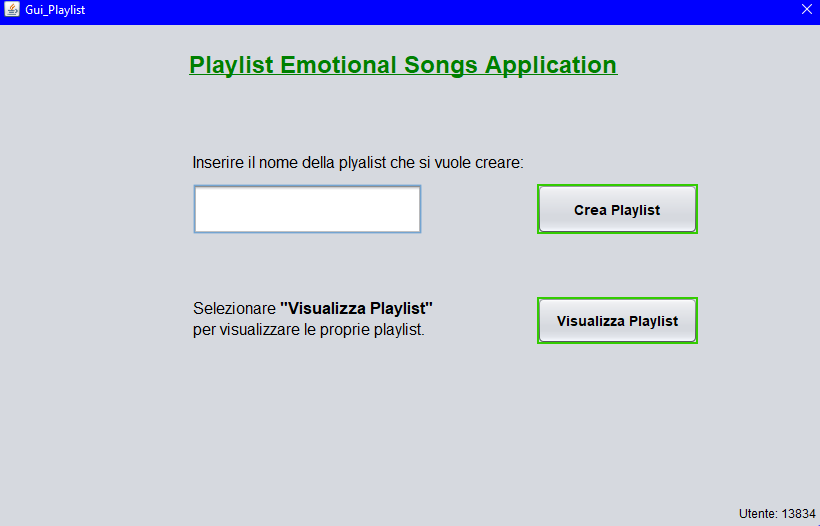 Gui_Playlist
Playlist Emotional Songs Application
Inserire il nome della plyalist che si vuole creare:
Crea Playlist
Selezionare "Visualizza Playlist"
per visualizzare le proprie playlist.
Visualizza Playlist
Utente: 13834